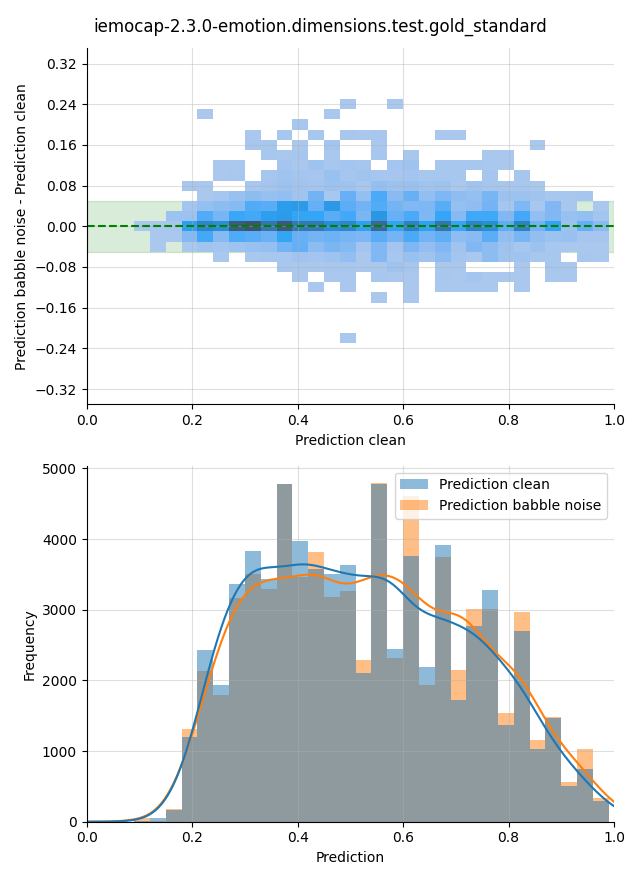 iemocap-2.3.0-emotion.dimensions.test.gold_standard
Prediction babble noise - Prediction clean
0.32
0.24
0.16
0.08
0.00
−0.08
−0.16
−0.24
−0.32
0.0 0.2 0.4 0.6 0.8 1.0
Prediction clean
Frequency
5000
4000
3000
2000
1000
0
Prediction clean
Prediction babble noise
0.0 0.2 0.4 0.6 0.8 1.0
Prediction